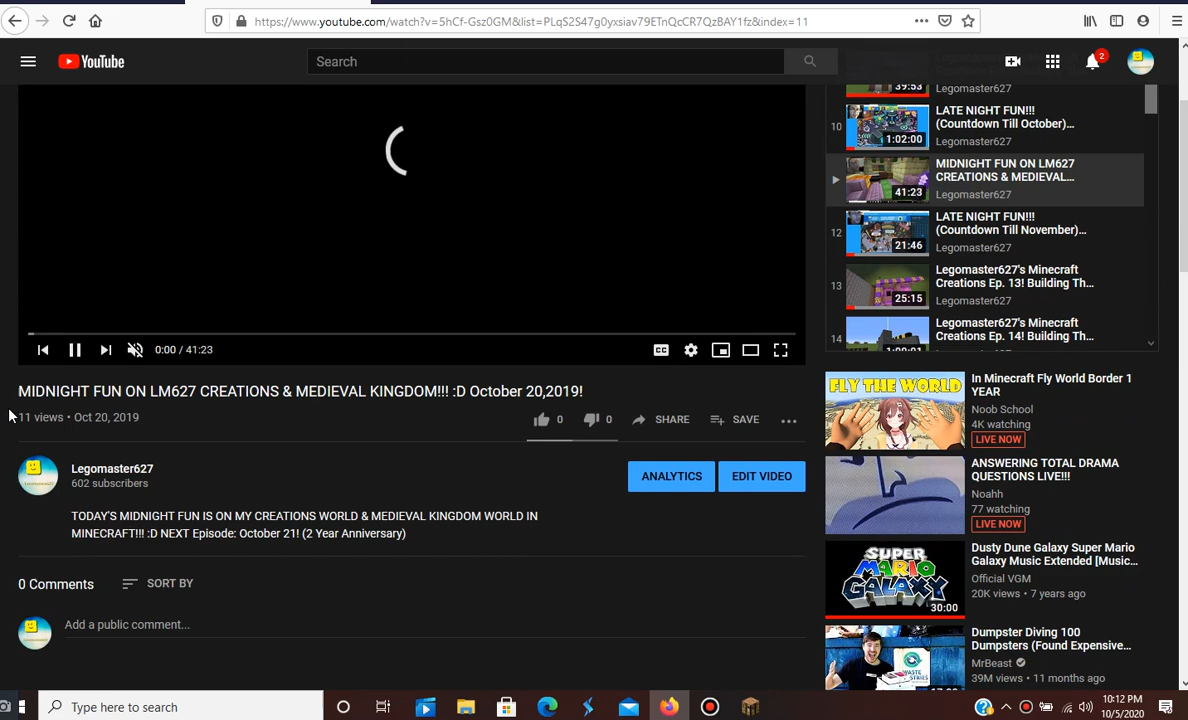 https://www.youtube.com/watch?v=5hCf-Gsz0GM&list=PLqS2S47g0yxsiav79ETnQcCR7QzBAY1fz&index=11
YouTube
Search
2
39:53
Legomaster627
10
1:02:00
LATE NIGHT FUN!!!
(Countdown Till October)...
Legomaster627
41:23
MIDNIGHT FUN ON LM627
CREATIONS & MEDIEVAL...
Legomaster627
12
21:46
LATE NIGHT FUN!!!
(Countdown Till November)...
Legomaster627
13
25:15
Legomaster627's Minecraft
Creations Ep. 13! Building Th...
Legomaster627
14
Legomaster627's Minecraft
Creations Ep. 14! Building Th...
0:00 / 41:23
CC
MIDNIGHT FUN ON LM627 CREATIONS & MEDIEVAL KINGDOM!!! :D October 20,2019!
11 views • Oct 20, 2019
0
0
SHARE
SAVE
Legomaster627
602 subscribers
ANALYTICS
EDIT VIDEO
TODAY'S MIDNIGHT FUN IS ON MY CREATIONS WORLD & MEDIEVAL KINGDOM WORLD IN
MINECRAFT!!! :D NEXT Episode: October 21! (2 Year Anniversary)
0 Comments
SORT BY
Add a public comment...
FLY THE WORLD
In Minecraft Fly World Border 1
YEAR
Noob School
4K watching
LIVE NOW
ANSWERING TOTAL DRAMA
QUESTIONS LIVE!!!
Noahh
77 watching
LIVE NOW
SUPER
MARIO
GALAXY
30:00
Dusty Dune Galaxy Super Mario
Galaxy Music Extended [Music...
Official VGM
20K views • 7 years ago
Dumpster Diving 100
Dumpsters (Found Expensive...
MrBeast
39M views • 11 months ago
Type here to search
10:12 PM
10/5/2020